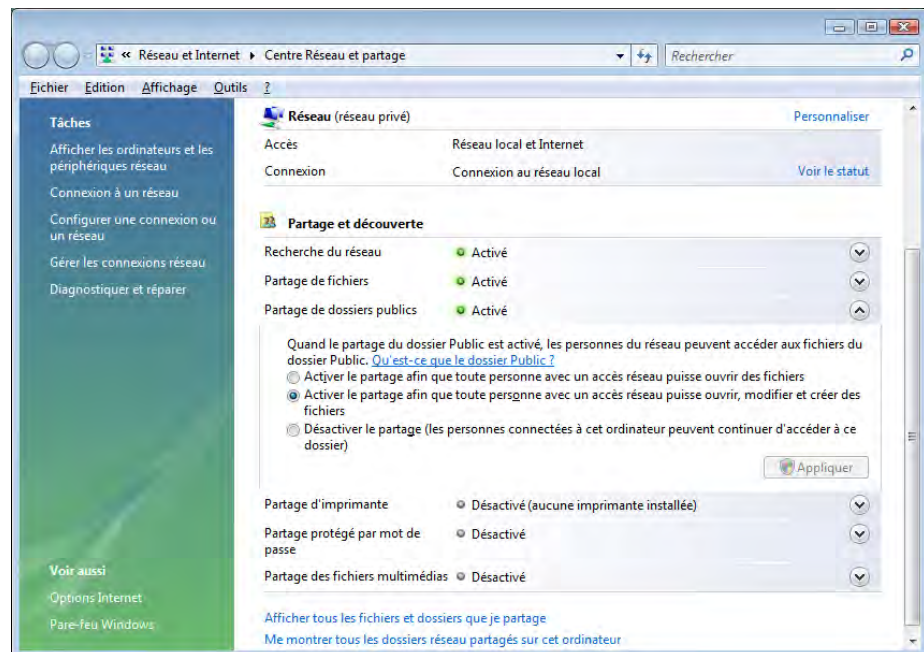 « Réseau et Internet ▸ Centre Réseau et partage
Rechercher
Fichier Edition Affichage Outils ?
Tâches
Afficher les ordinateurs et les
périphériques réseau
Connexion à un réseau
Configurer une connexion ou
un réseau
Gérer les connexions réseau
Diagnostiquer et réparer
Voir aussi
Options Internet
Pare-feu Windows
Réseau (réseau privé) Personnaliser
Accès Réseau local et Internet
Connexion Connexion au réseau local Voir le statut
Partage et découverte
Recherche du réseau Activé
Partage de fichiers Activé
Partage de dossiers publics Activé
Quand le partage du dossier Public est activé, les personnes du réseau peuvent accéder aux fichiers du
dossier Public. Qu'est-ce que le dossier Public ?
Activer le partage afin que toute personne avec un accès réseau puisse ouvrir des fichiers
Activer le partage afin que toute personne avec un accès réseau puisse ouvrir, modifier et créer des
fichiers
Désactiver le partage (les personnes connectées à cet ordinateur peuvent continuer d'accéder à ce
dossier)
Appliquer
Partage d'imprimante Désactivé (aucune imprimante installée)
Partage protégé par mot de Désactivé
passe
Partage des fichiers multimédias Désactivé
Afficher tous les fichiers et dossiers que je partage
Me montrer tous les dossiers réseau partagés sur cet ordinateur